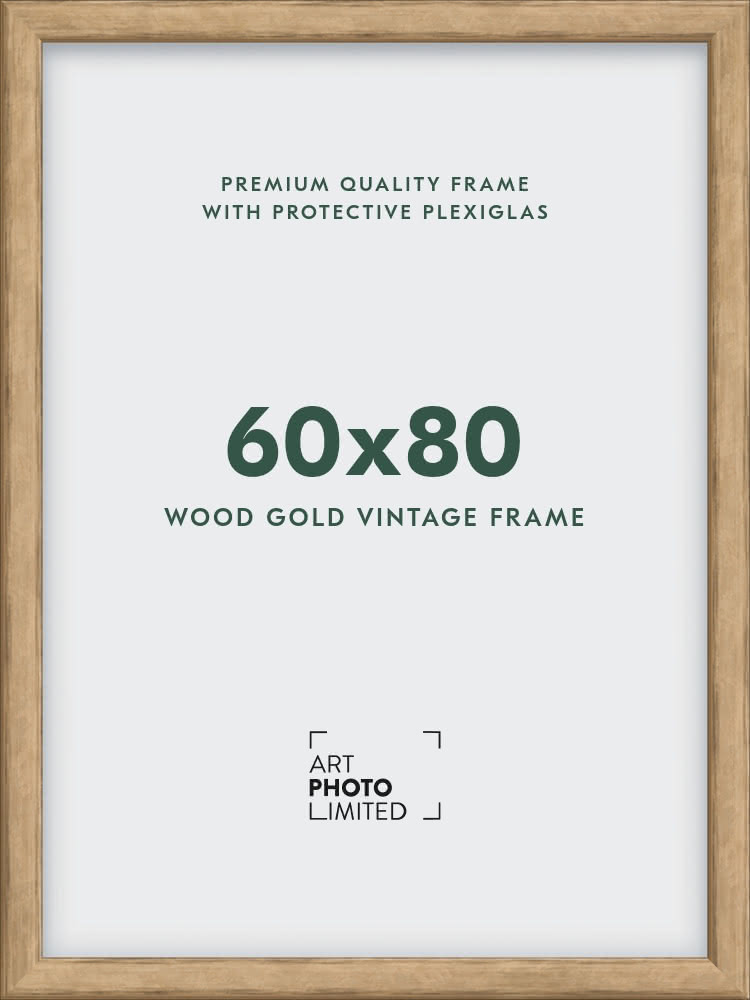 PREMIUM QUALITY FRAME
WITH PROTECTIVE PLEXIGLAS
60x80
WOOD GOLD VINTAGE FRAME
ART
PHOTO
LIMITED